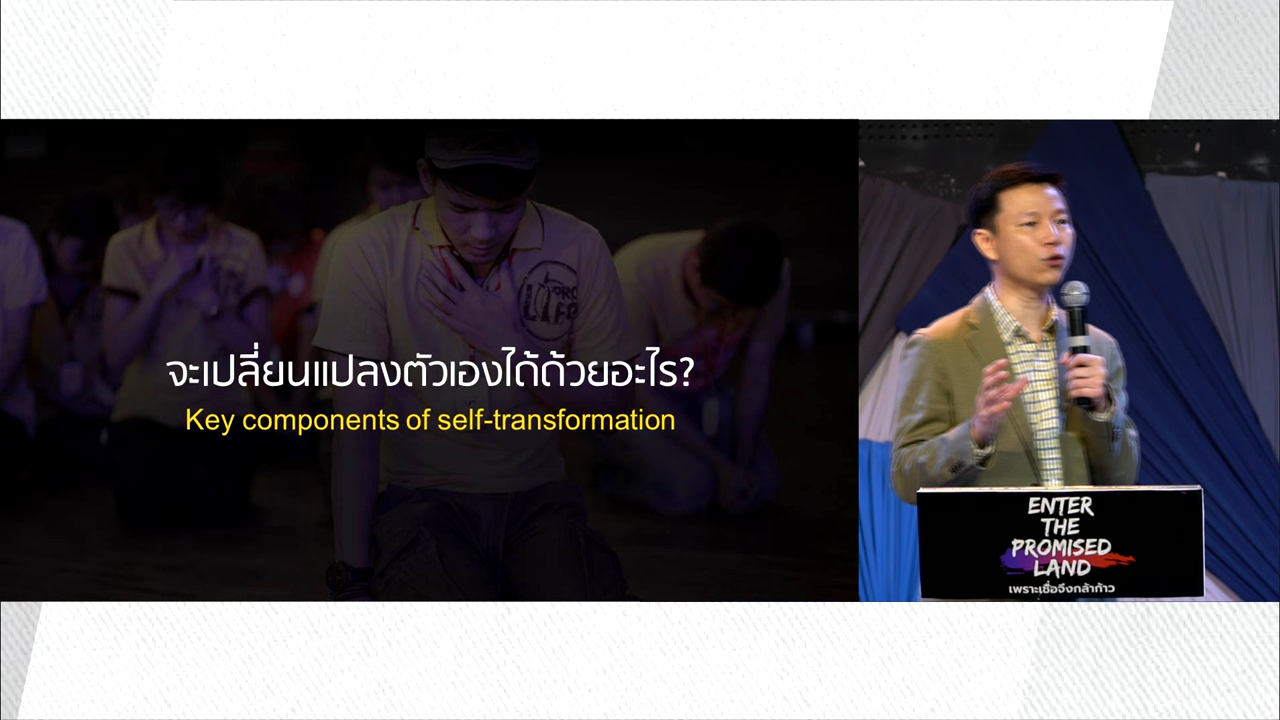 จะเปลี่ยนแปลงตัวเองได้ด้วยอะไร?
Key components of self-transformation
ENTER
THE
PROMISED
LAND
เพราะเชื่อจึงกล้าก้าว